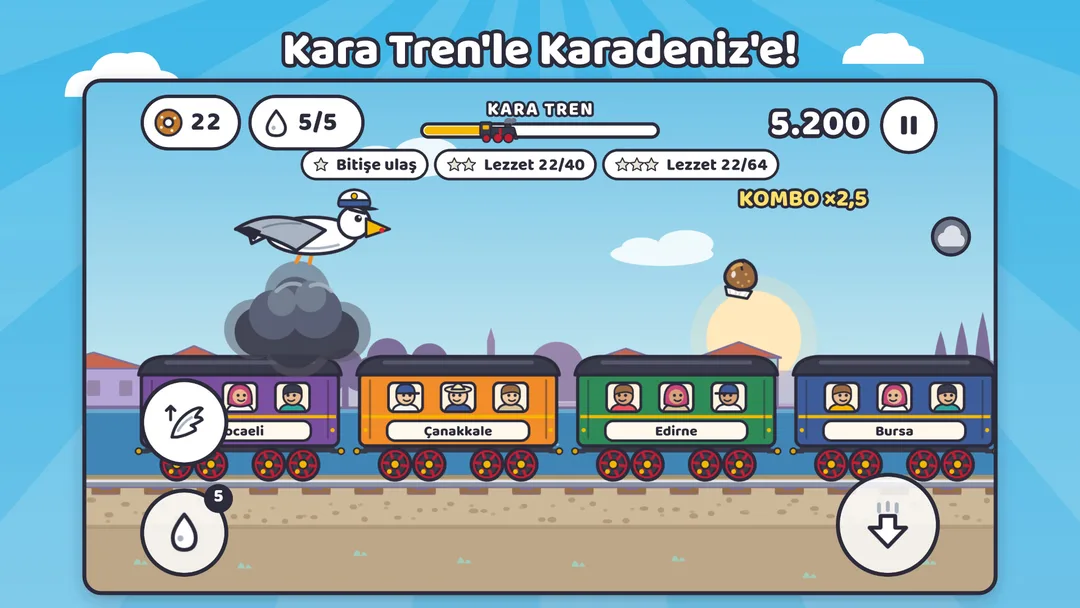 Kara Tren'le Karadeniz'e!
22
5/5
KARA TREN
5.200
Bitişe ulaş
Lezzet 22/40
Lezzet 22/64
KOMBO ×2,5
ocaeli
Çanakkale
Edirne
Bursa
5